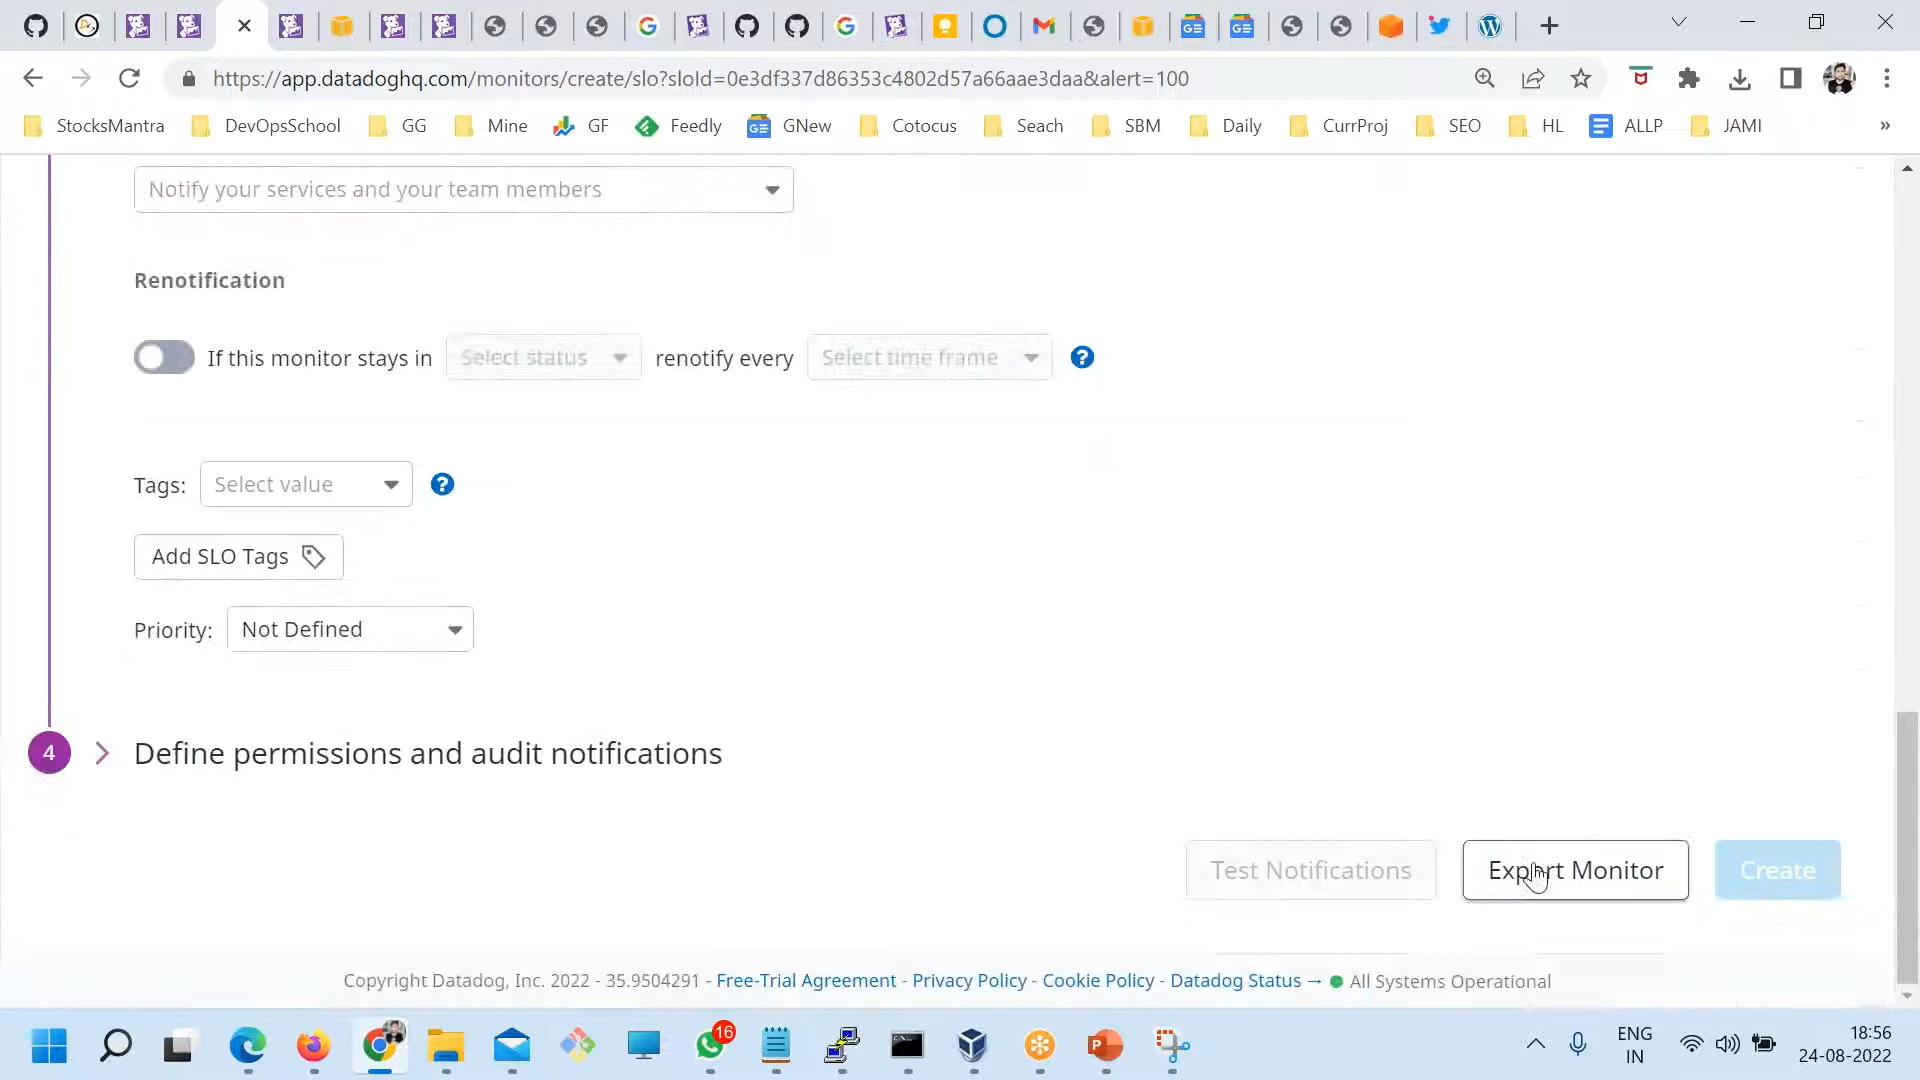 https://app.datadoghq.com/monitors/create/slo?sloId=0e3df337d86353c4802d57a66aae3daa&alert=100
StocksMantra DevOpsSchool GG Mine GF Feedly GNew Cotocus Seach SBM Daily CurrProj SEO HL ALLP JAMI »
Notify your services and your team members
Renotification
If this monitor stays in Select status renotify every Select time frame ?
Tags: Select value ?
Add SLO Tags
Priority: Not Defined
4 Define permissions and audit notifications
Test Notifications Export Monitor Create
Copyright Datadog, Inc. 2022 - 35.9504291 - Free-Trial Agreement - Privacy Policy - Cookie Policy - Datadog Status → All Systems Operational
16
ENG
IN
18:56
24-08-2022